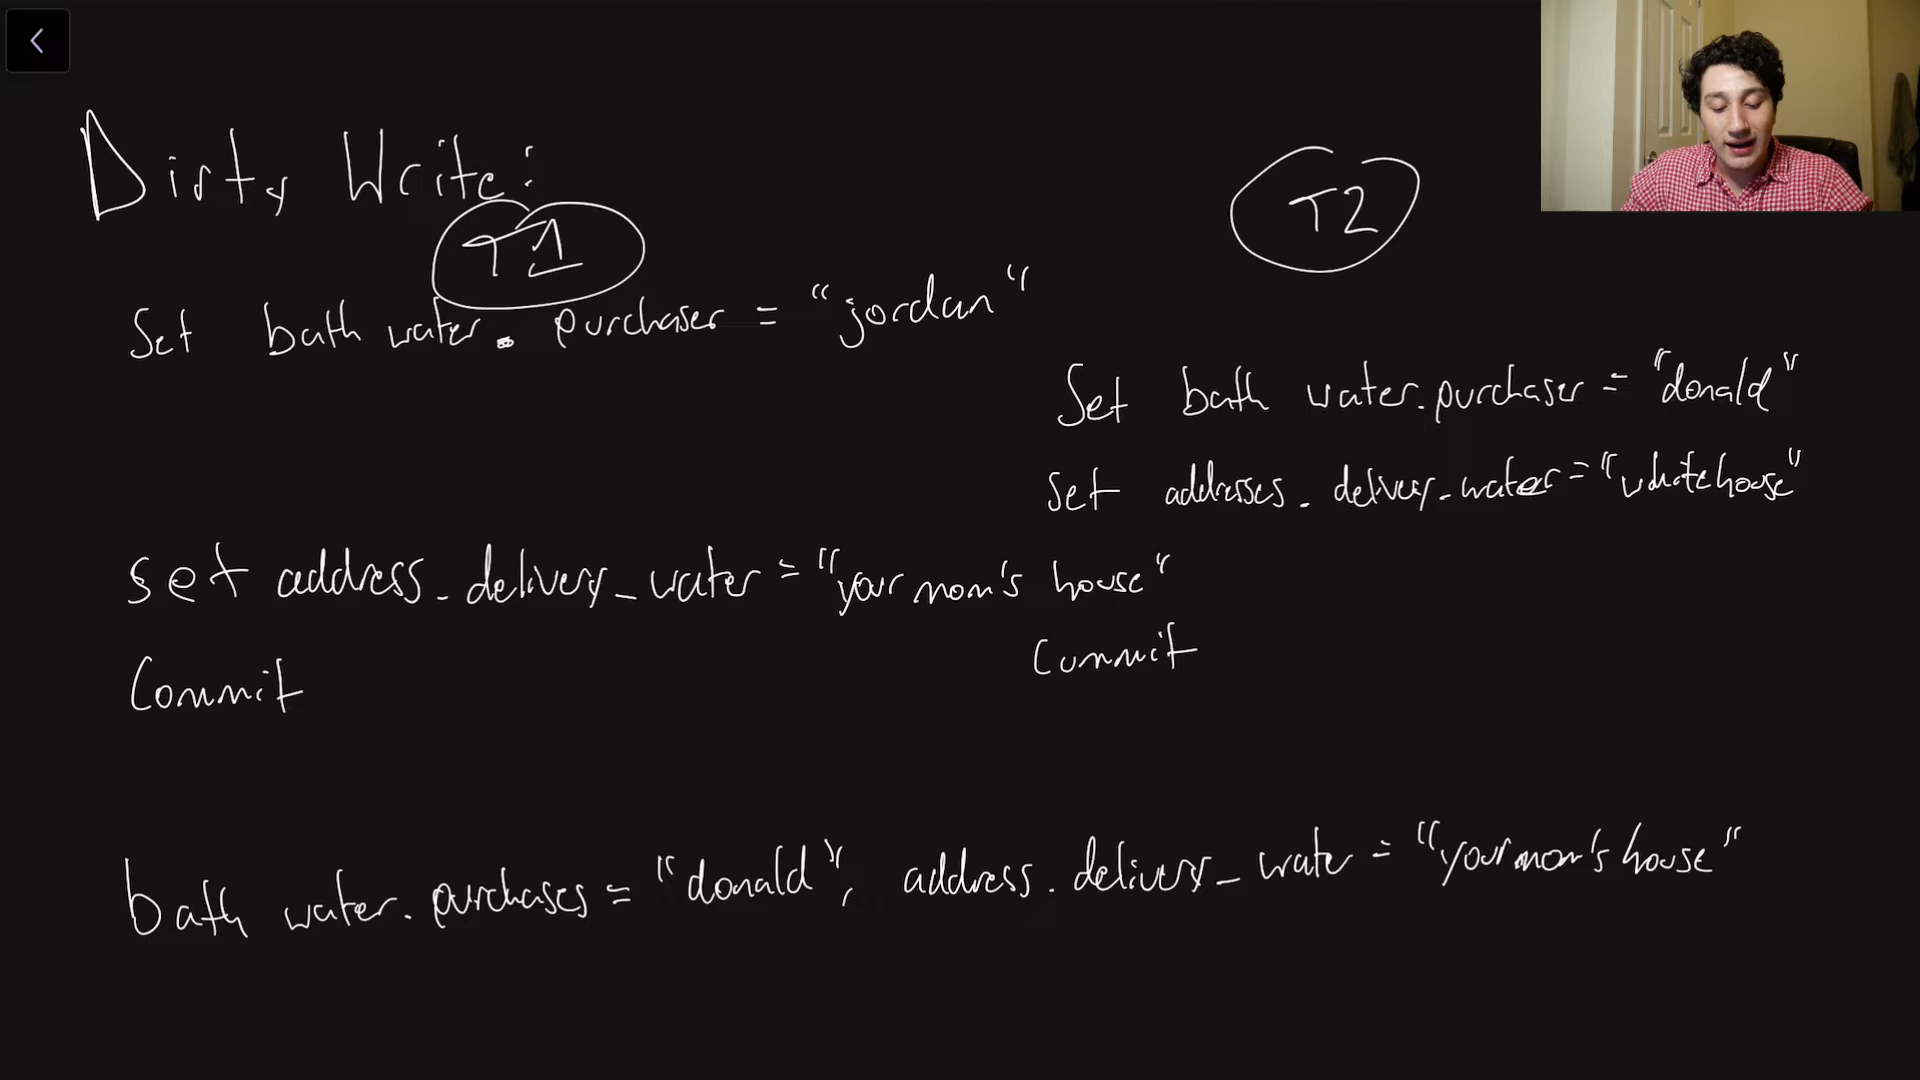 Dirty Write:
T1
T2
Set bath water. purchaser = "jordan"
Set bath water.purchaser = "donald"
Set addresses. delivery_water = "whitehouse"
set address_delivery_water = "your mom's house"
Commit
Commit
bath water. purchases = "donald", address. delivery_water = "your mom's house"